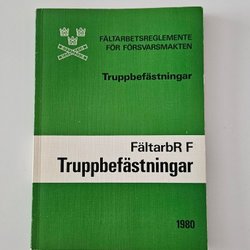 FÄLTARBETSREGLEMENTE
FÖR FÖRSVARSMAKTEN
Truppbefästningar
FältarbR F
Truppbefästningar
1980